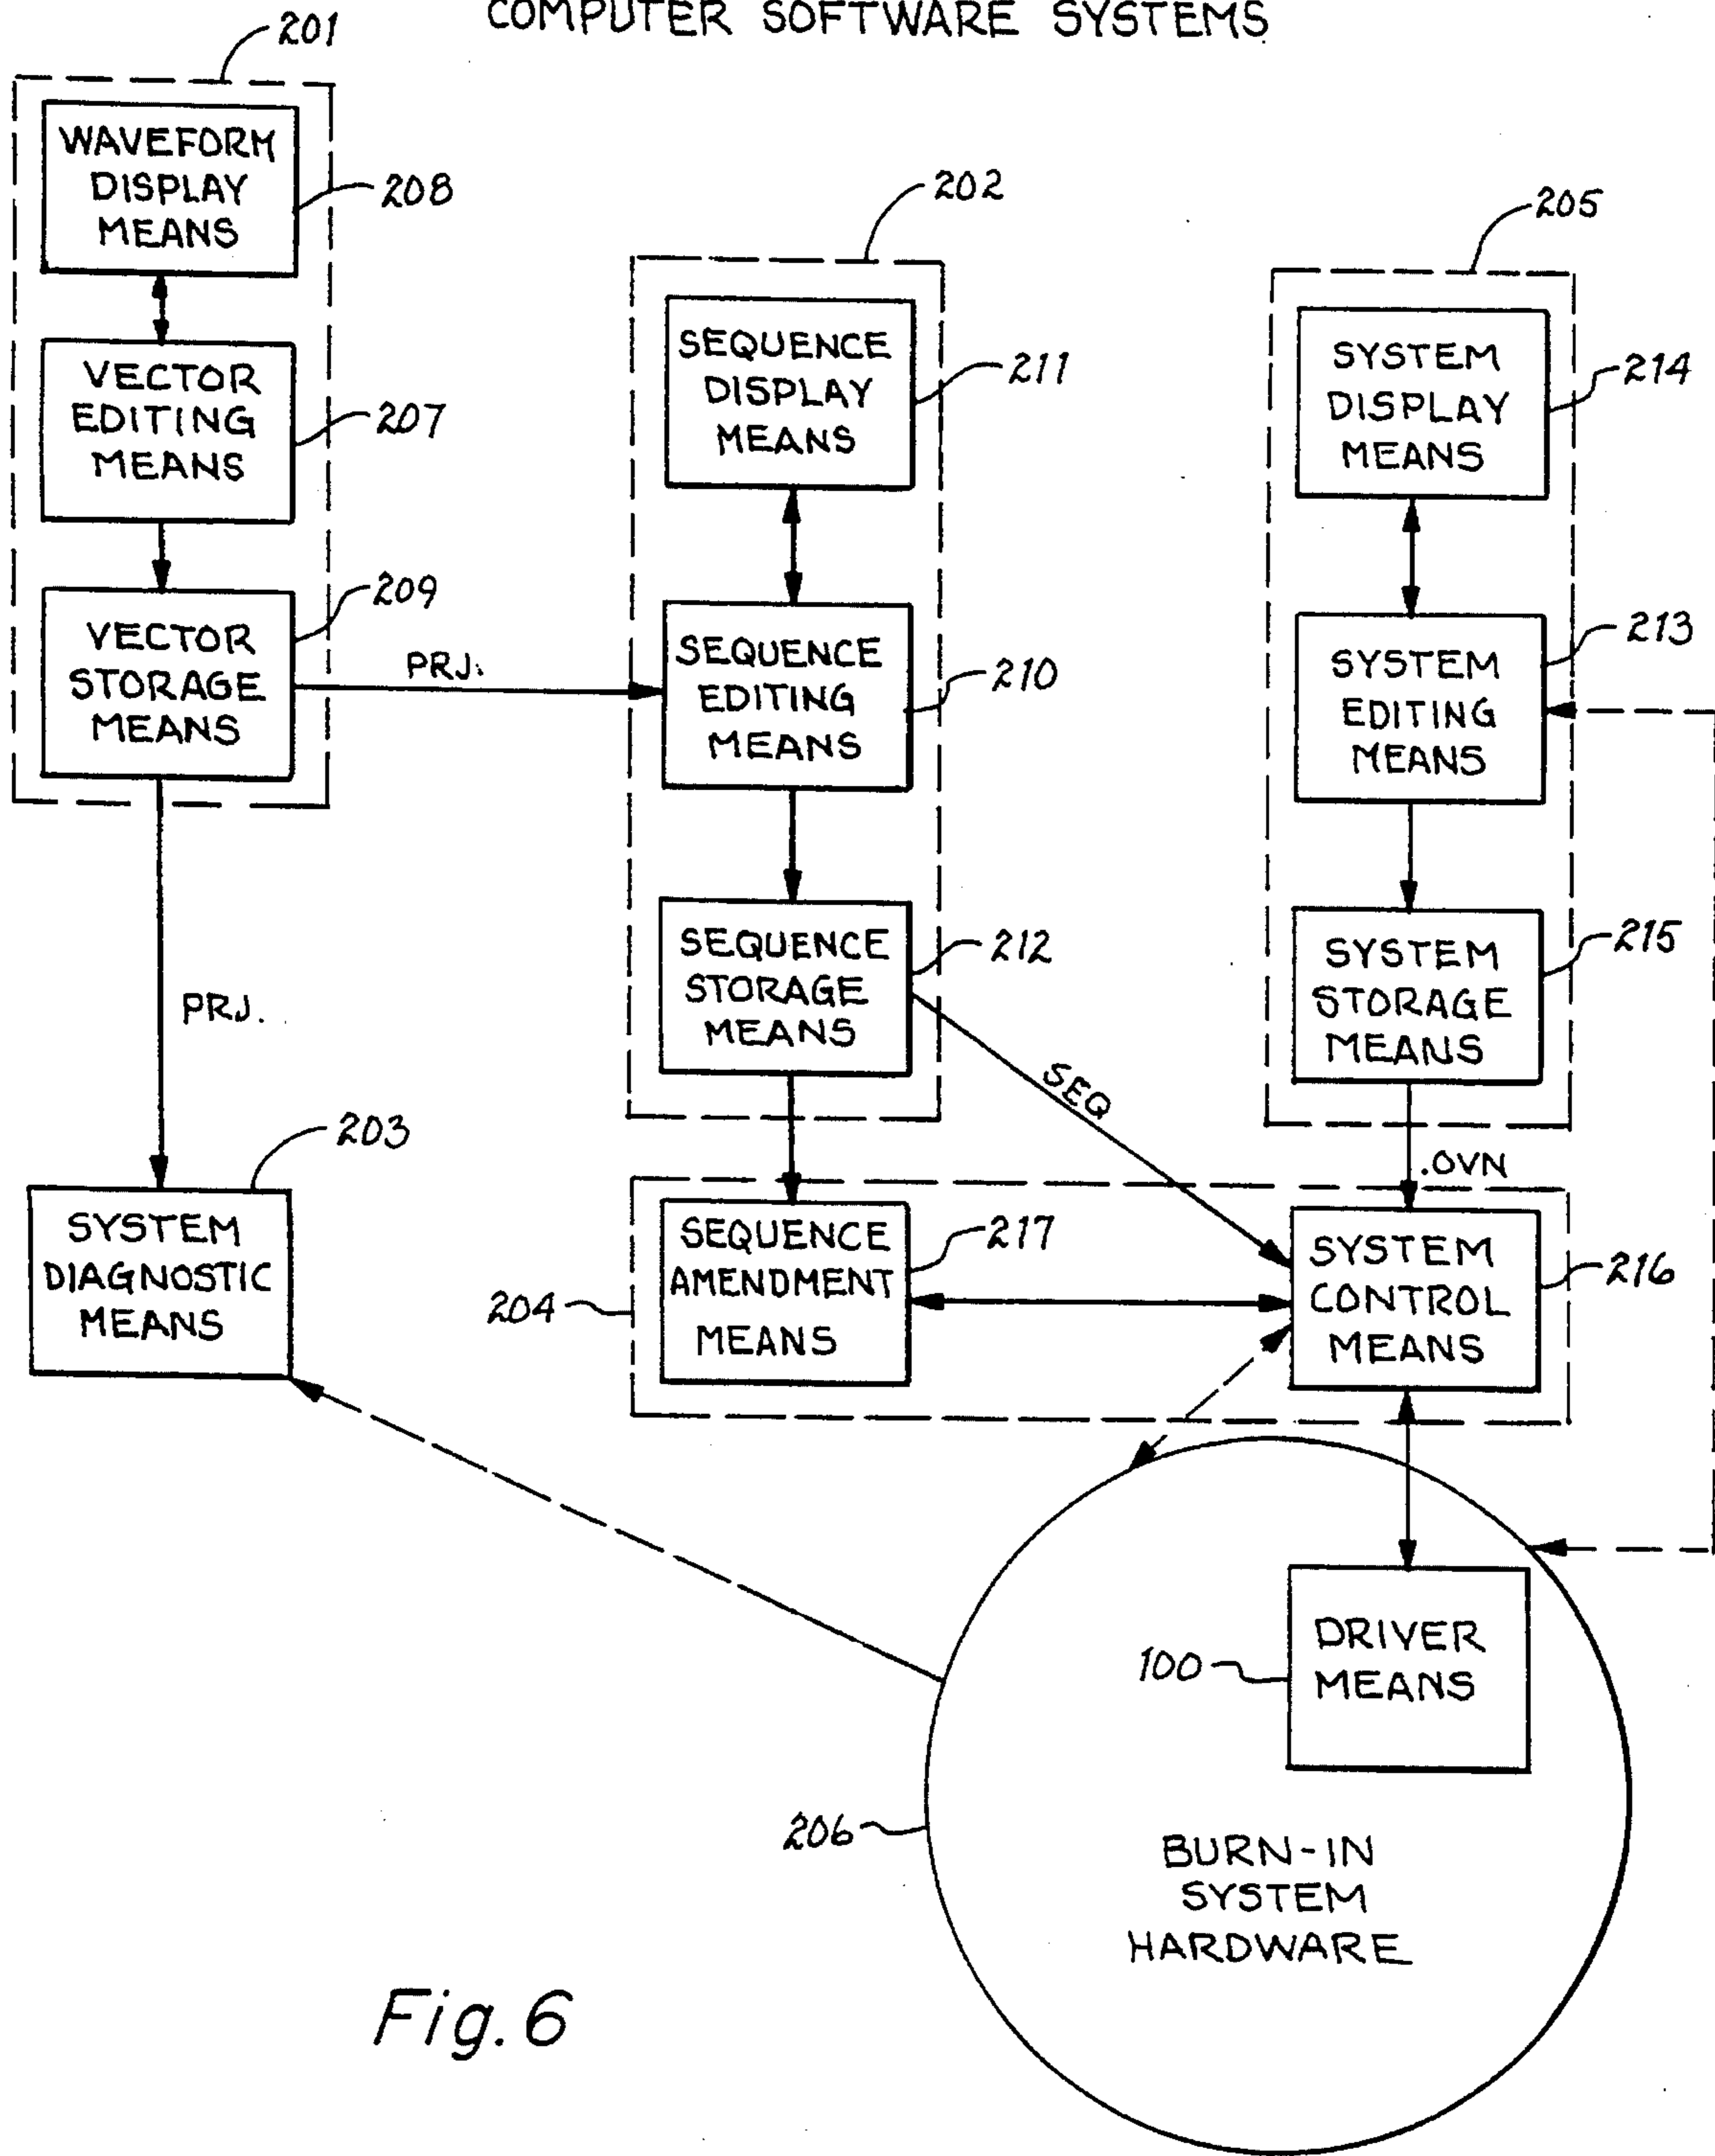 COMPUTER SOFTWARE SYSTEMS
201
WAVEFORM
DISPLAY
MEANS
208
VECTOR
EDITING
MEANS
207
VECTOR
STORAGE
MEANS
209
PRJ.
PRJ.
203
SYSTEM
DIAGNOSTIC
MEANS
202
SEQUENCE
DISPLAY
MEANS
211
SEQUENCE
EDITING
MEANS
210
SEQUENCE
STORAGE
MEANS
212
SEQ
205
SYSTEM
DISPLAY
MEANS
214
SYSTEM
EDITING
MEANS
213
SYSTEM
STORAGE
MEANS
215
.OVN
204
SEQUENCE
AMENDMENT
MEANS
217
SYSTEM
CONTROL
MEANS
216
100
DRIVER
MEANS
206
BURN-IN
SYSTEM
HARDWARE
Fig. 6